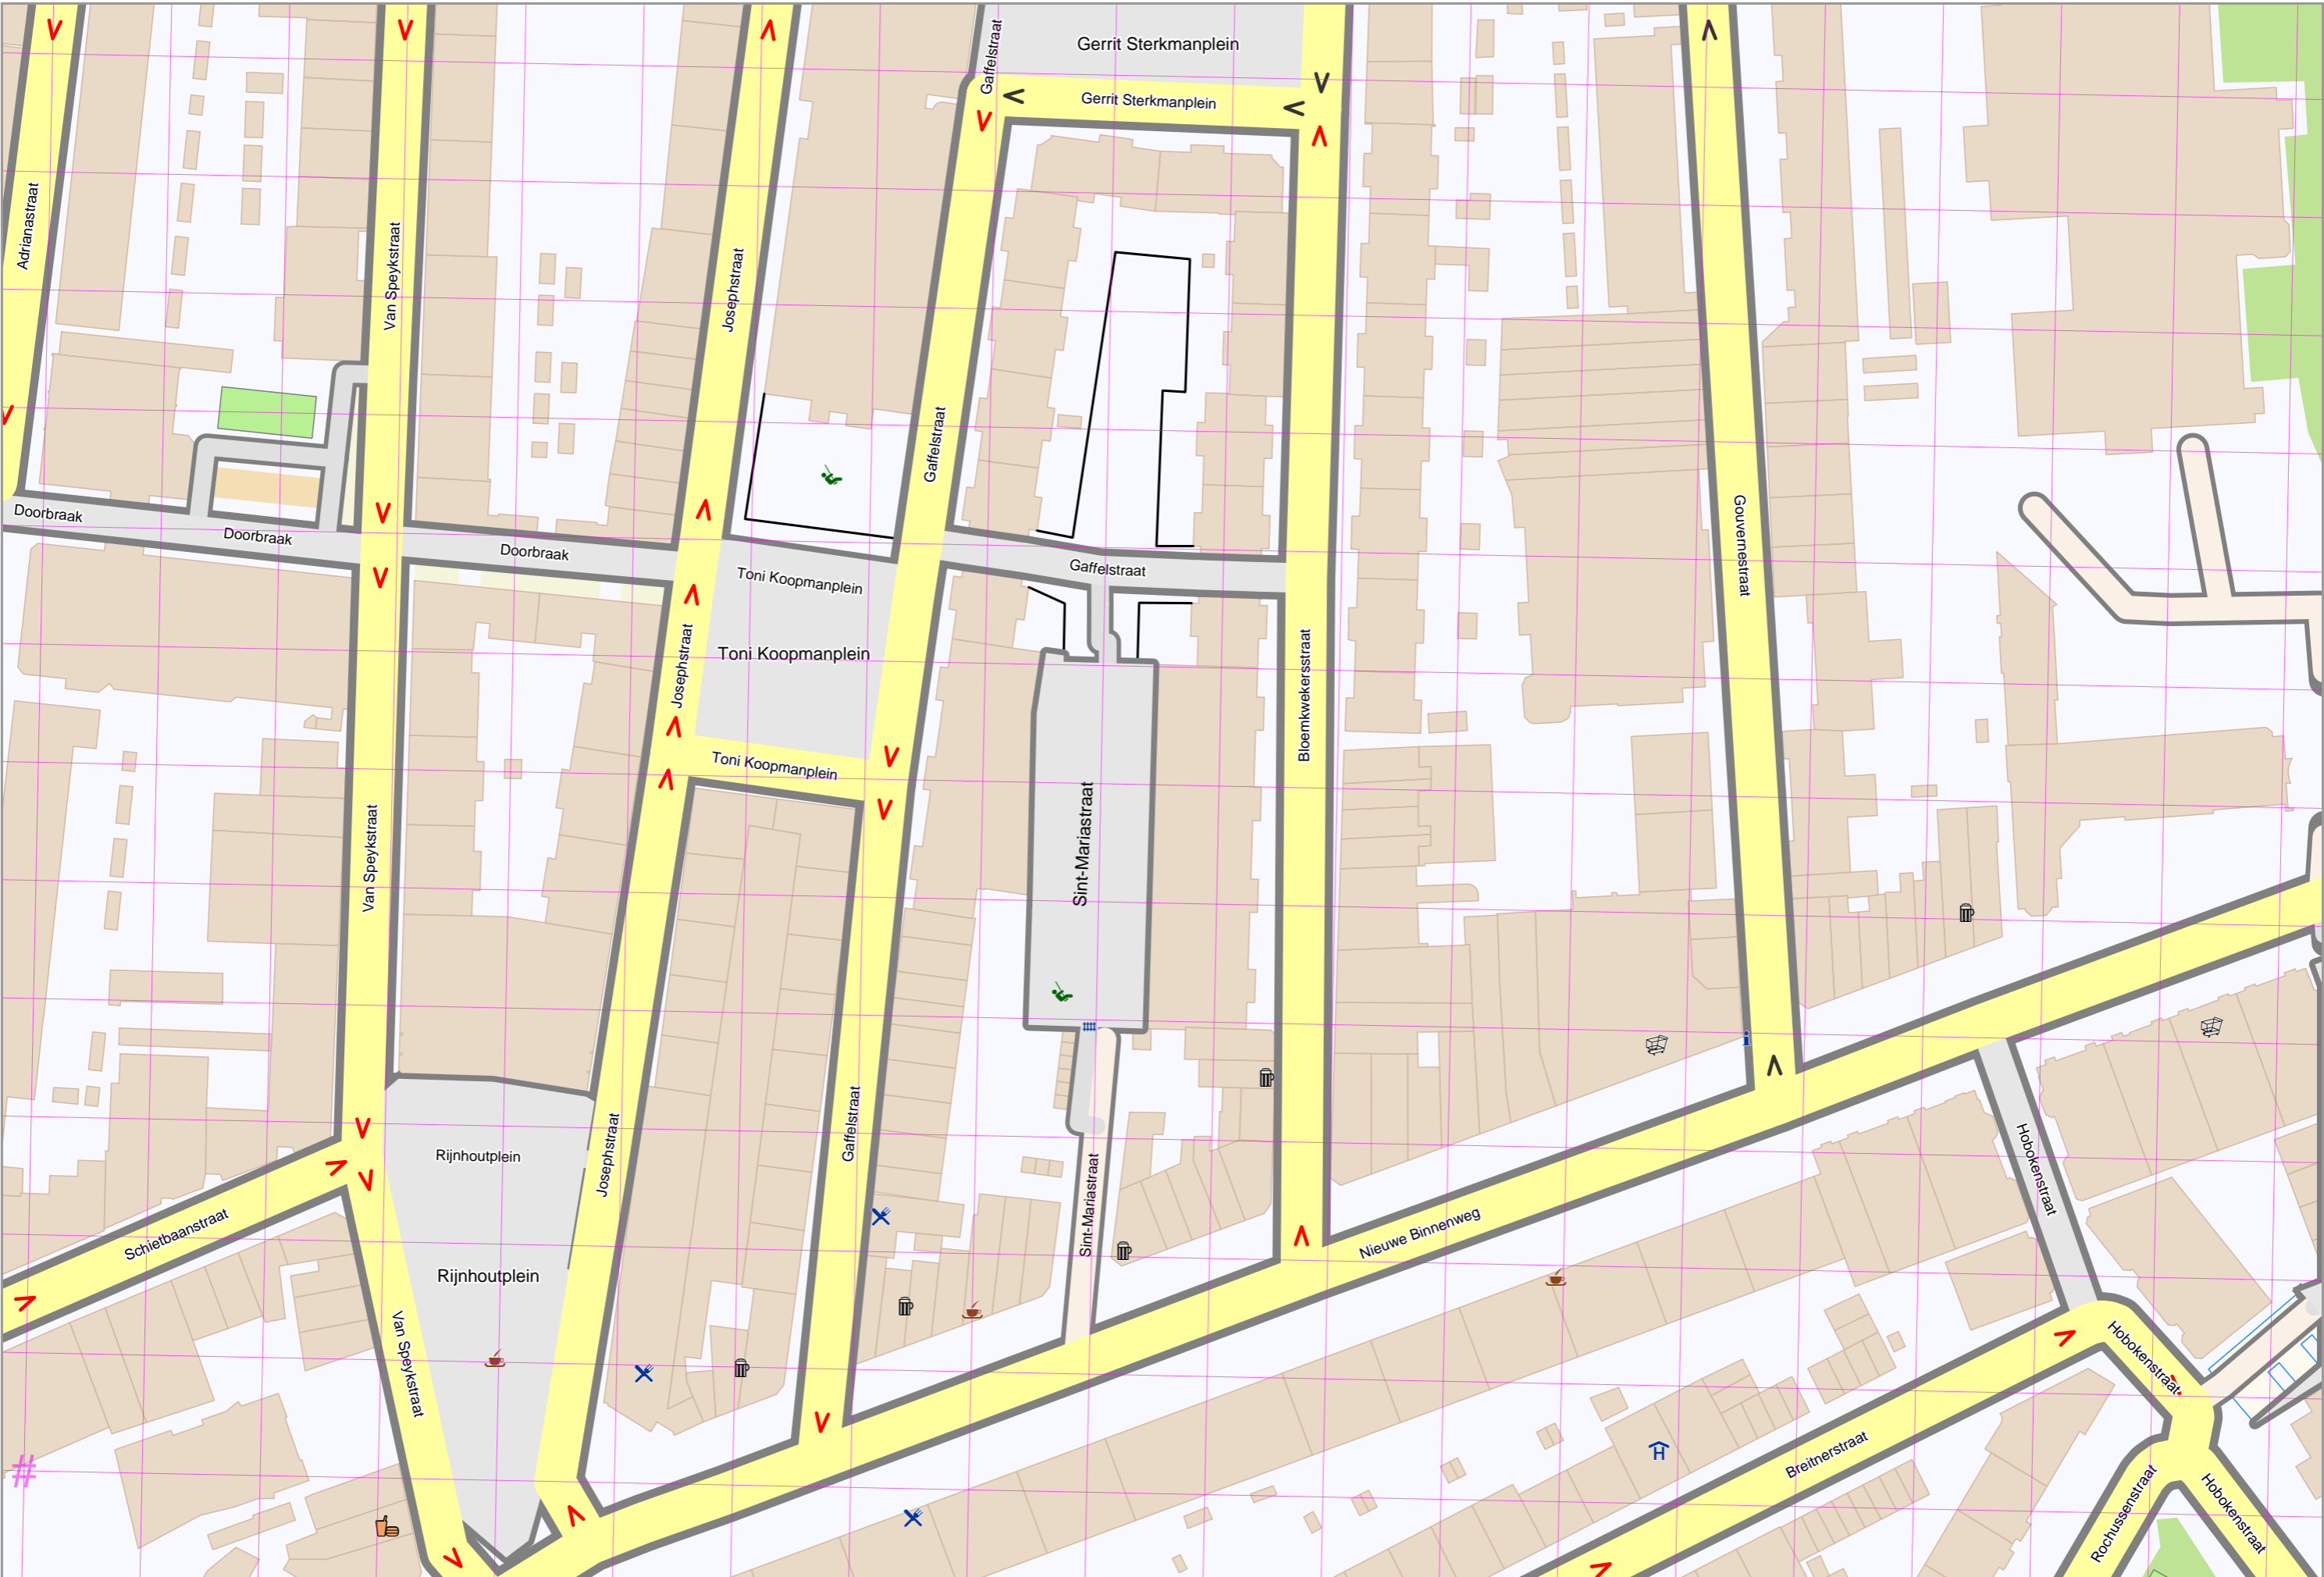 Gaffelstraat
Gerrit Sterkmanplein
Gerrit Sterkmanplein
Adrianastraat
Van Speykstraat
Josephstraat
Gaffelstraat
Doorbraak
Doorbraak
Doorbraak
Toni Koopmanplein
Gaffelstraat
Gouvernestraat
Josephstraat
Toni Koopmanplein
Bloemkwekersstraat
Toni Koopmanplein
Van Speykstraat
Sint-Mariastraat
Gaffelstraat
Josephstraat
Rijnhoutplein
Sint-Mariastraat
Hobokenstraat
Schietbaanstraat
Nieuwe Binnenweg
Rijnhoutplein
Van Speykstraat
Hobokenstraat
Breitnerstraat
Rochussenstraat
Hobokenstraat
#